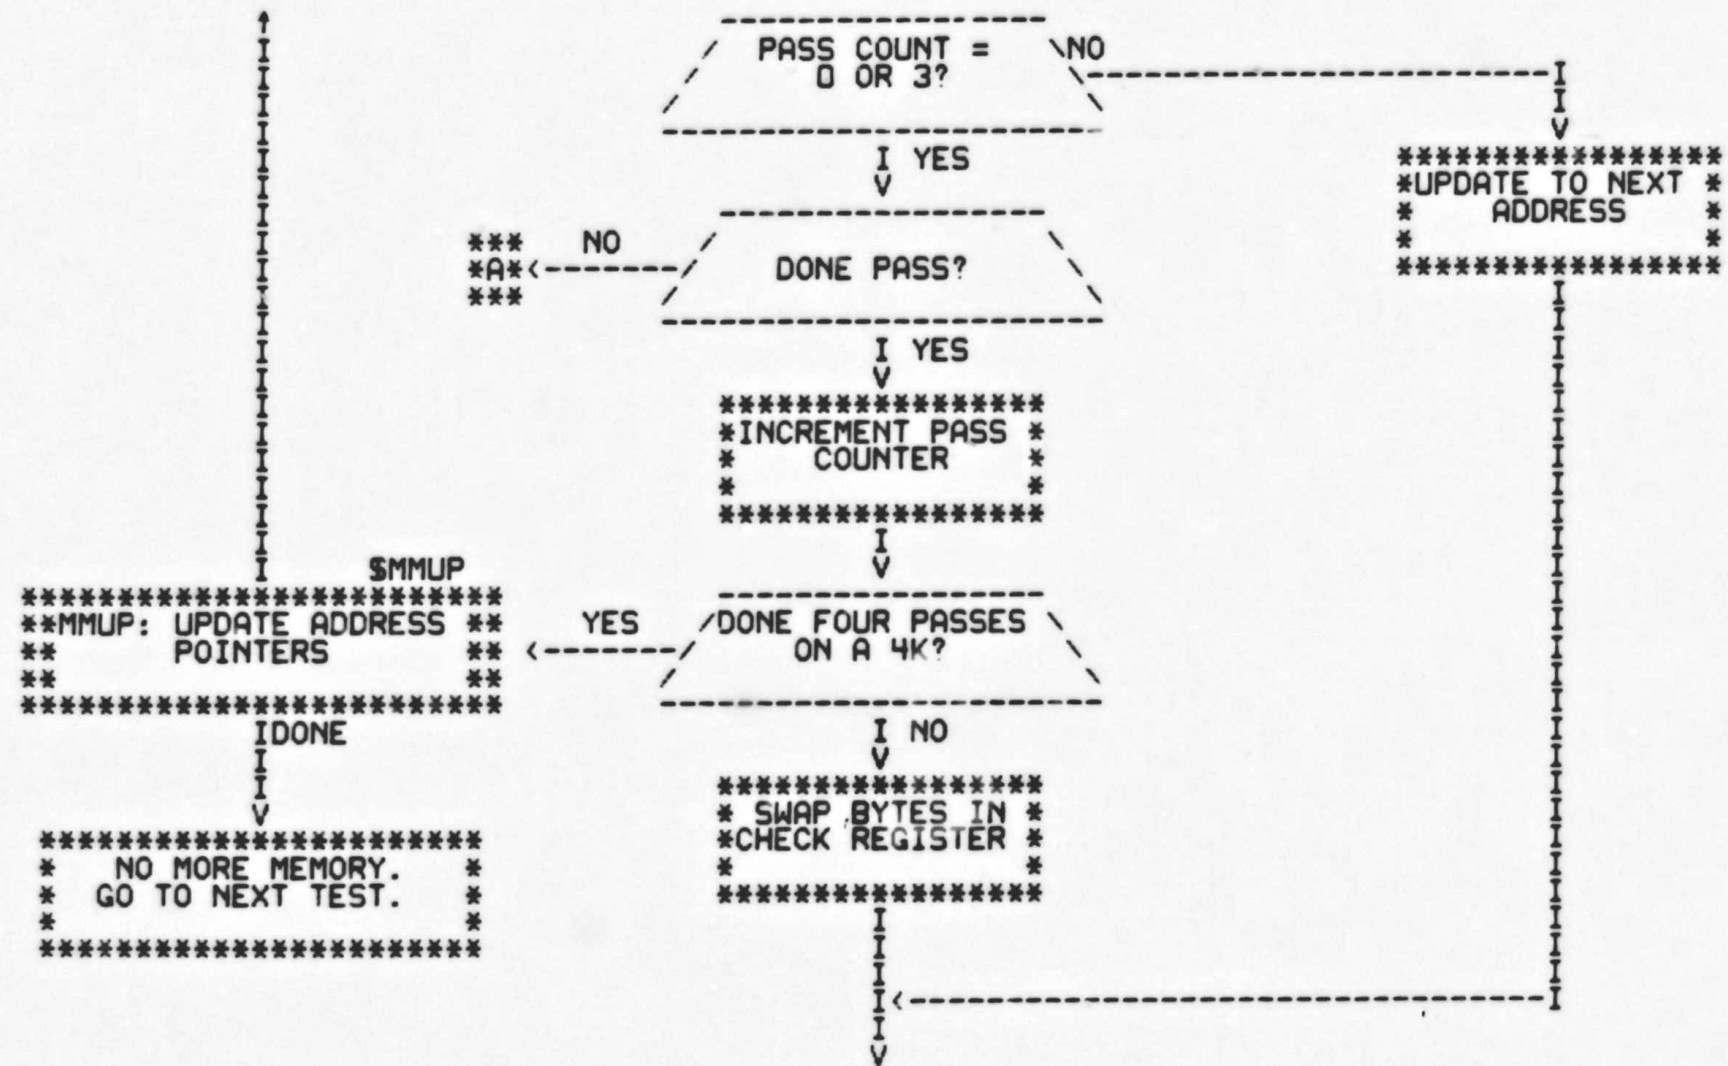 PASS COUNT =
0 OR 3?
NO
YES
UPDATE TO NEXT
ADDRESS
NO
A
DONE PASS?
YES
INCREMENT PASS
COUNTER
$MMUP
MMUP: UPDATE ADDRESS
POINTERS
YES
DONE FOUR PASSES
ON A 4K?
DONE
NO
SWAP BYTES IN
CHECK REGISTER
NO MORE MEMORY.
GO TO NEXT TEST.